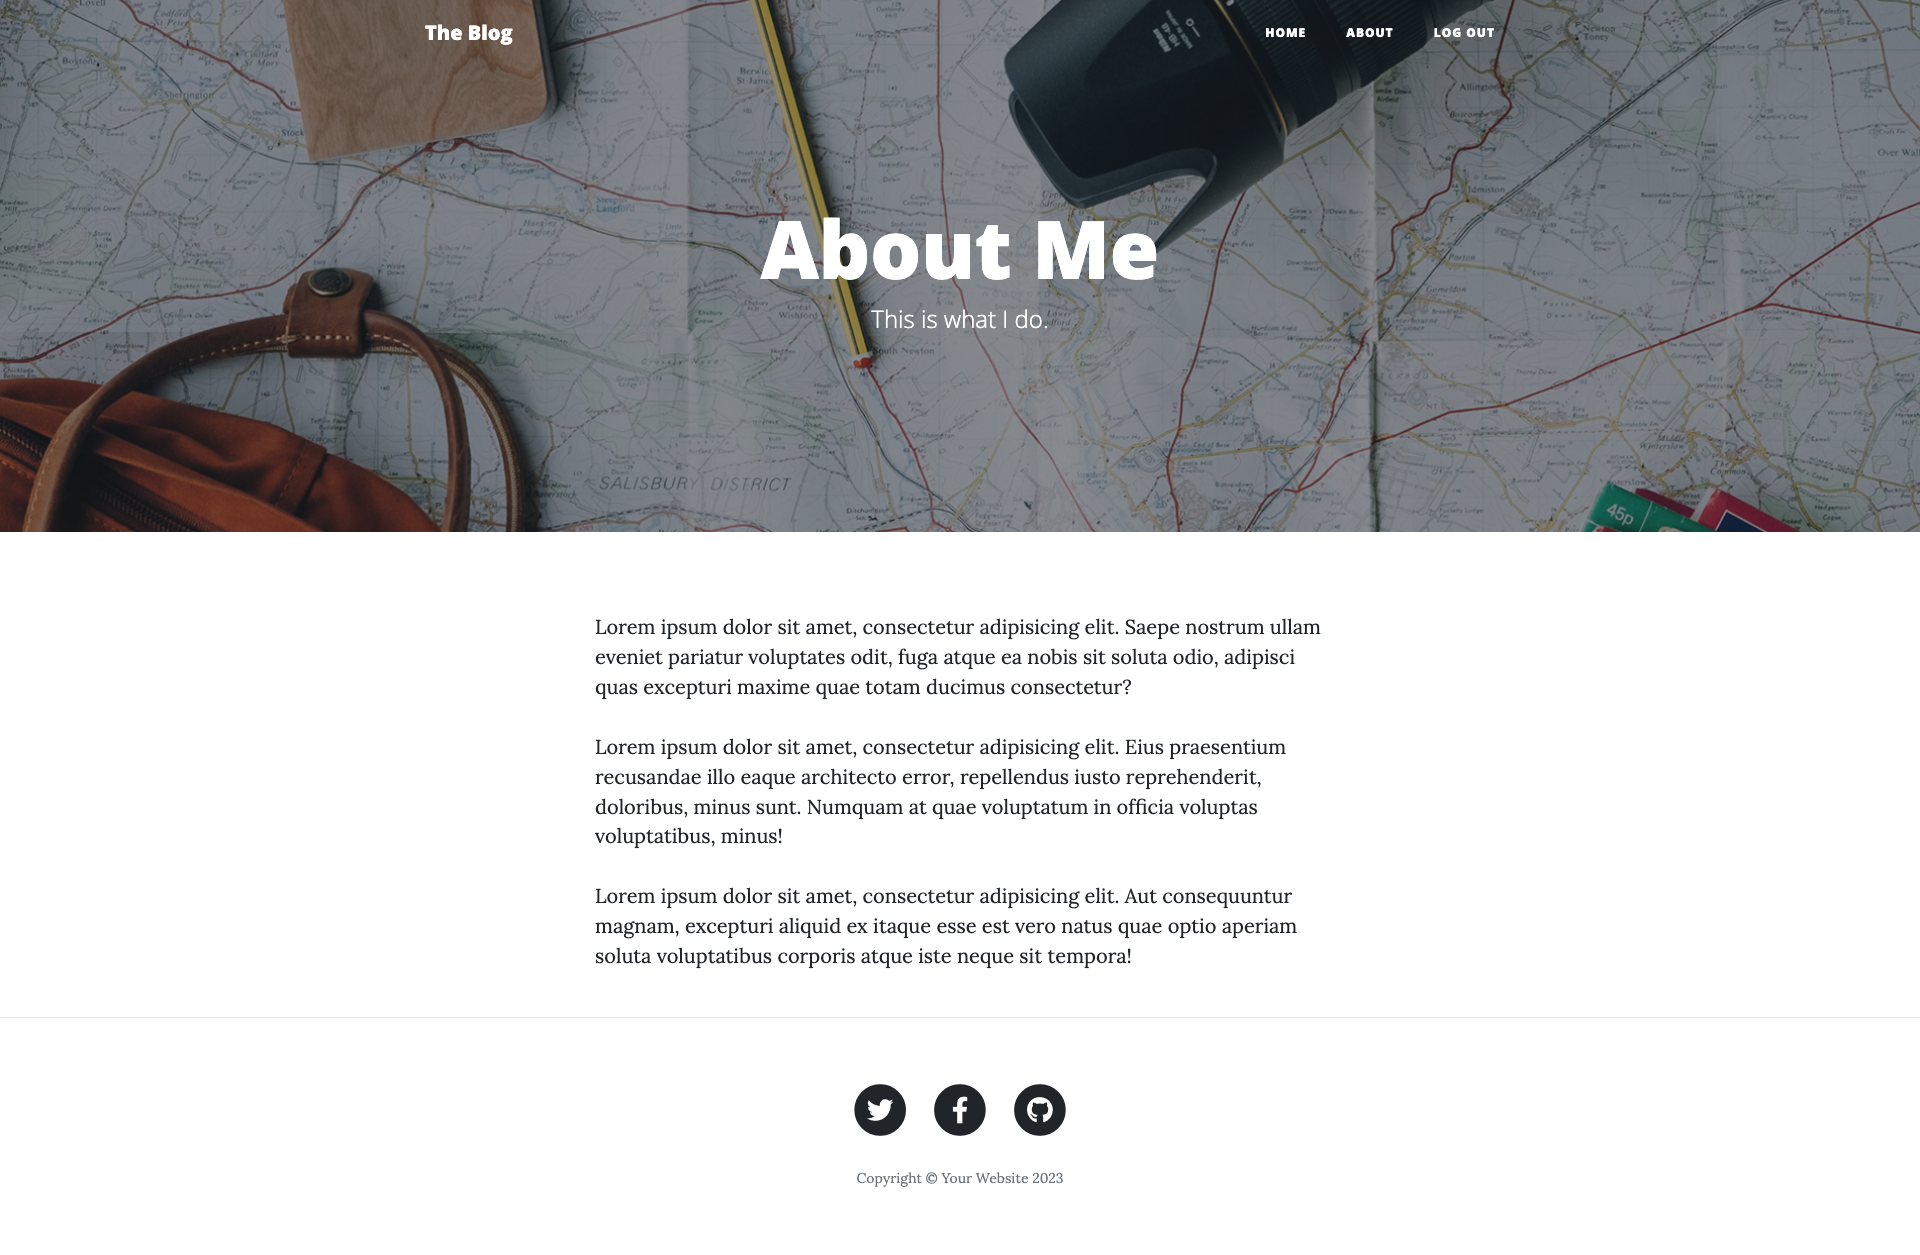 The Blog
HOME
ABOUT
LOG OUT
About Me
This is what I do.
SALISBURY DISTRICT
45p
Lorem ipsum dolor sit amet, consectetur adipisicing elit. Saepe nostrum ullam
eveniet pariatur voluptates odit, fuga atque ea nobis sit soluta odio, adipisci
quas excepturi maxime quae totam ducimus consectetur?
Lorem ipsum dolor sit amet, consectetur adipisicing elit. Eius praesentium
recusandae illo eaque architecto error, repellendus iusto reprehenderit,
doloribus, minus sunt. Numquam at quae voluptatum in officia voluptas
voluptatibus, minus!
Lorem ipsum dolor sit amet, consectetur adipisicing elit. Aut consequuntur
magnam, excepturi aliquid ex itaque esse est vero natus quae optio aperiam
soluta voluptatibus corporis atque iste neque sit tempora!
Copyright © Your Website 2023